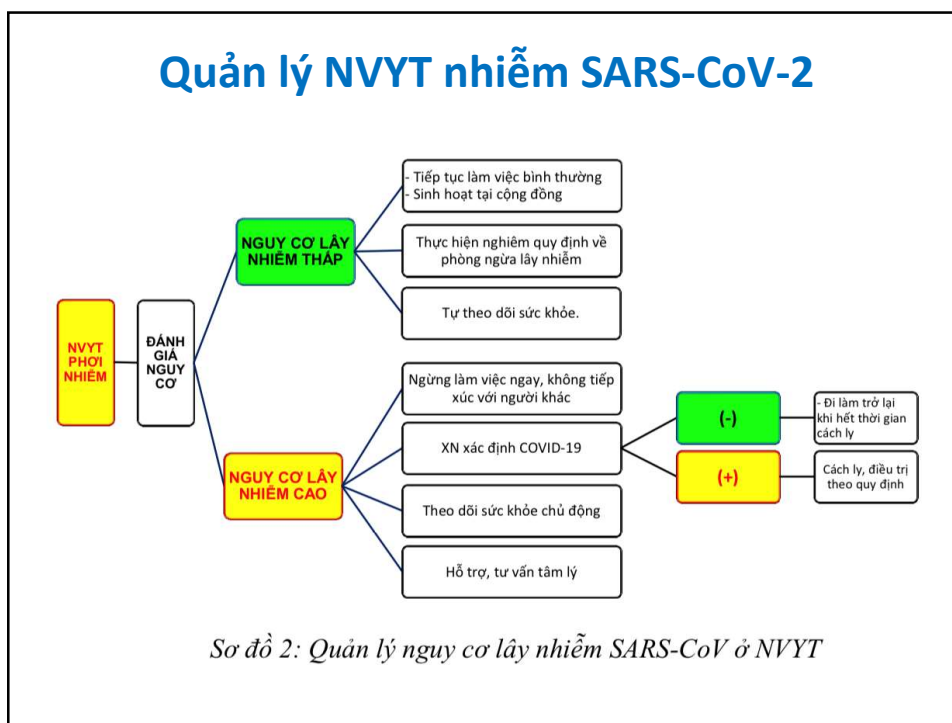 Quản lý NVYT nhiễm SARS-CoV-2
NVYT
PHƠI
NHIỄM
ĐÁNH
GIÁ
NGUY
CƠ
NGUY CƠ LÂY
NHIỄM THẤP
- Tiếp tục làm việc bình thường
- Sinh hoạt tại cộng đồng
Thực hiện nghiêm quy định về
phòng ngừa lây nhiễm
Tự theo dõi sức khỏe.
NGUY CƠ LÂY
NHIỄM CAO
Ngừng làm việc ngay, không tiếp
xúc với người khác
XN xác định COVID-19
(-)
- Đi làm trở lại
khi hết thời gian
cách ly
(+)
Cách ly, điều trị
theo quy định
Theo dõi sức khỏe chủ động
Hỗ trợ, tư vấn tâm lý
Sơ đồ 2: Quản lý nguy cơ lây nhiễm SARS-CoV ở NVYT